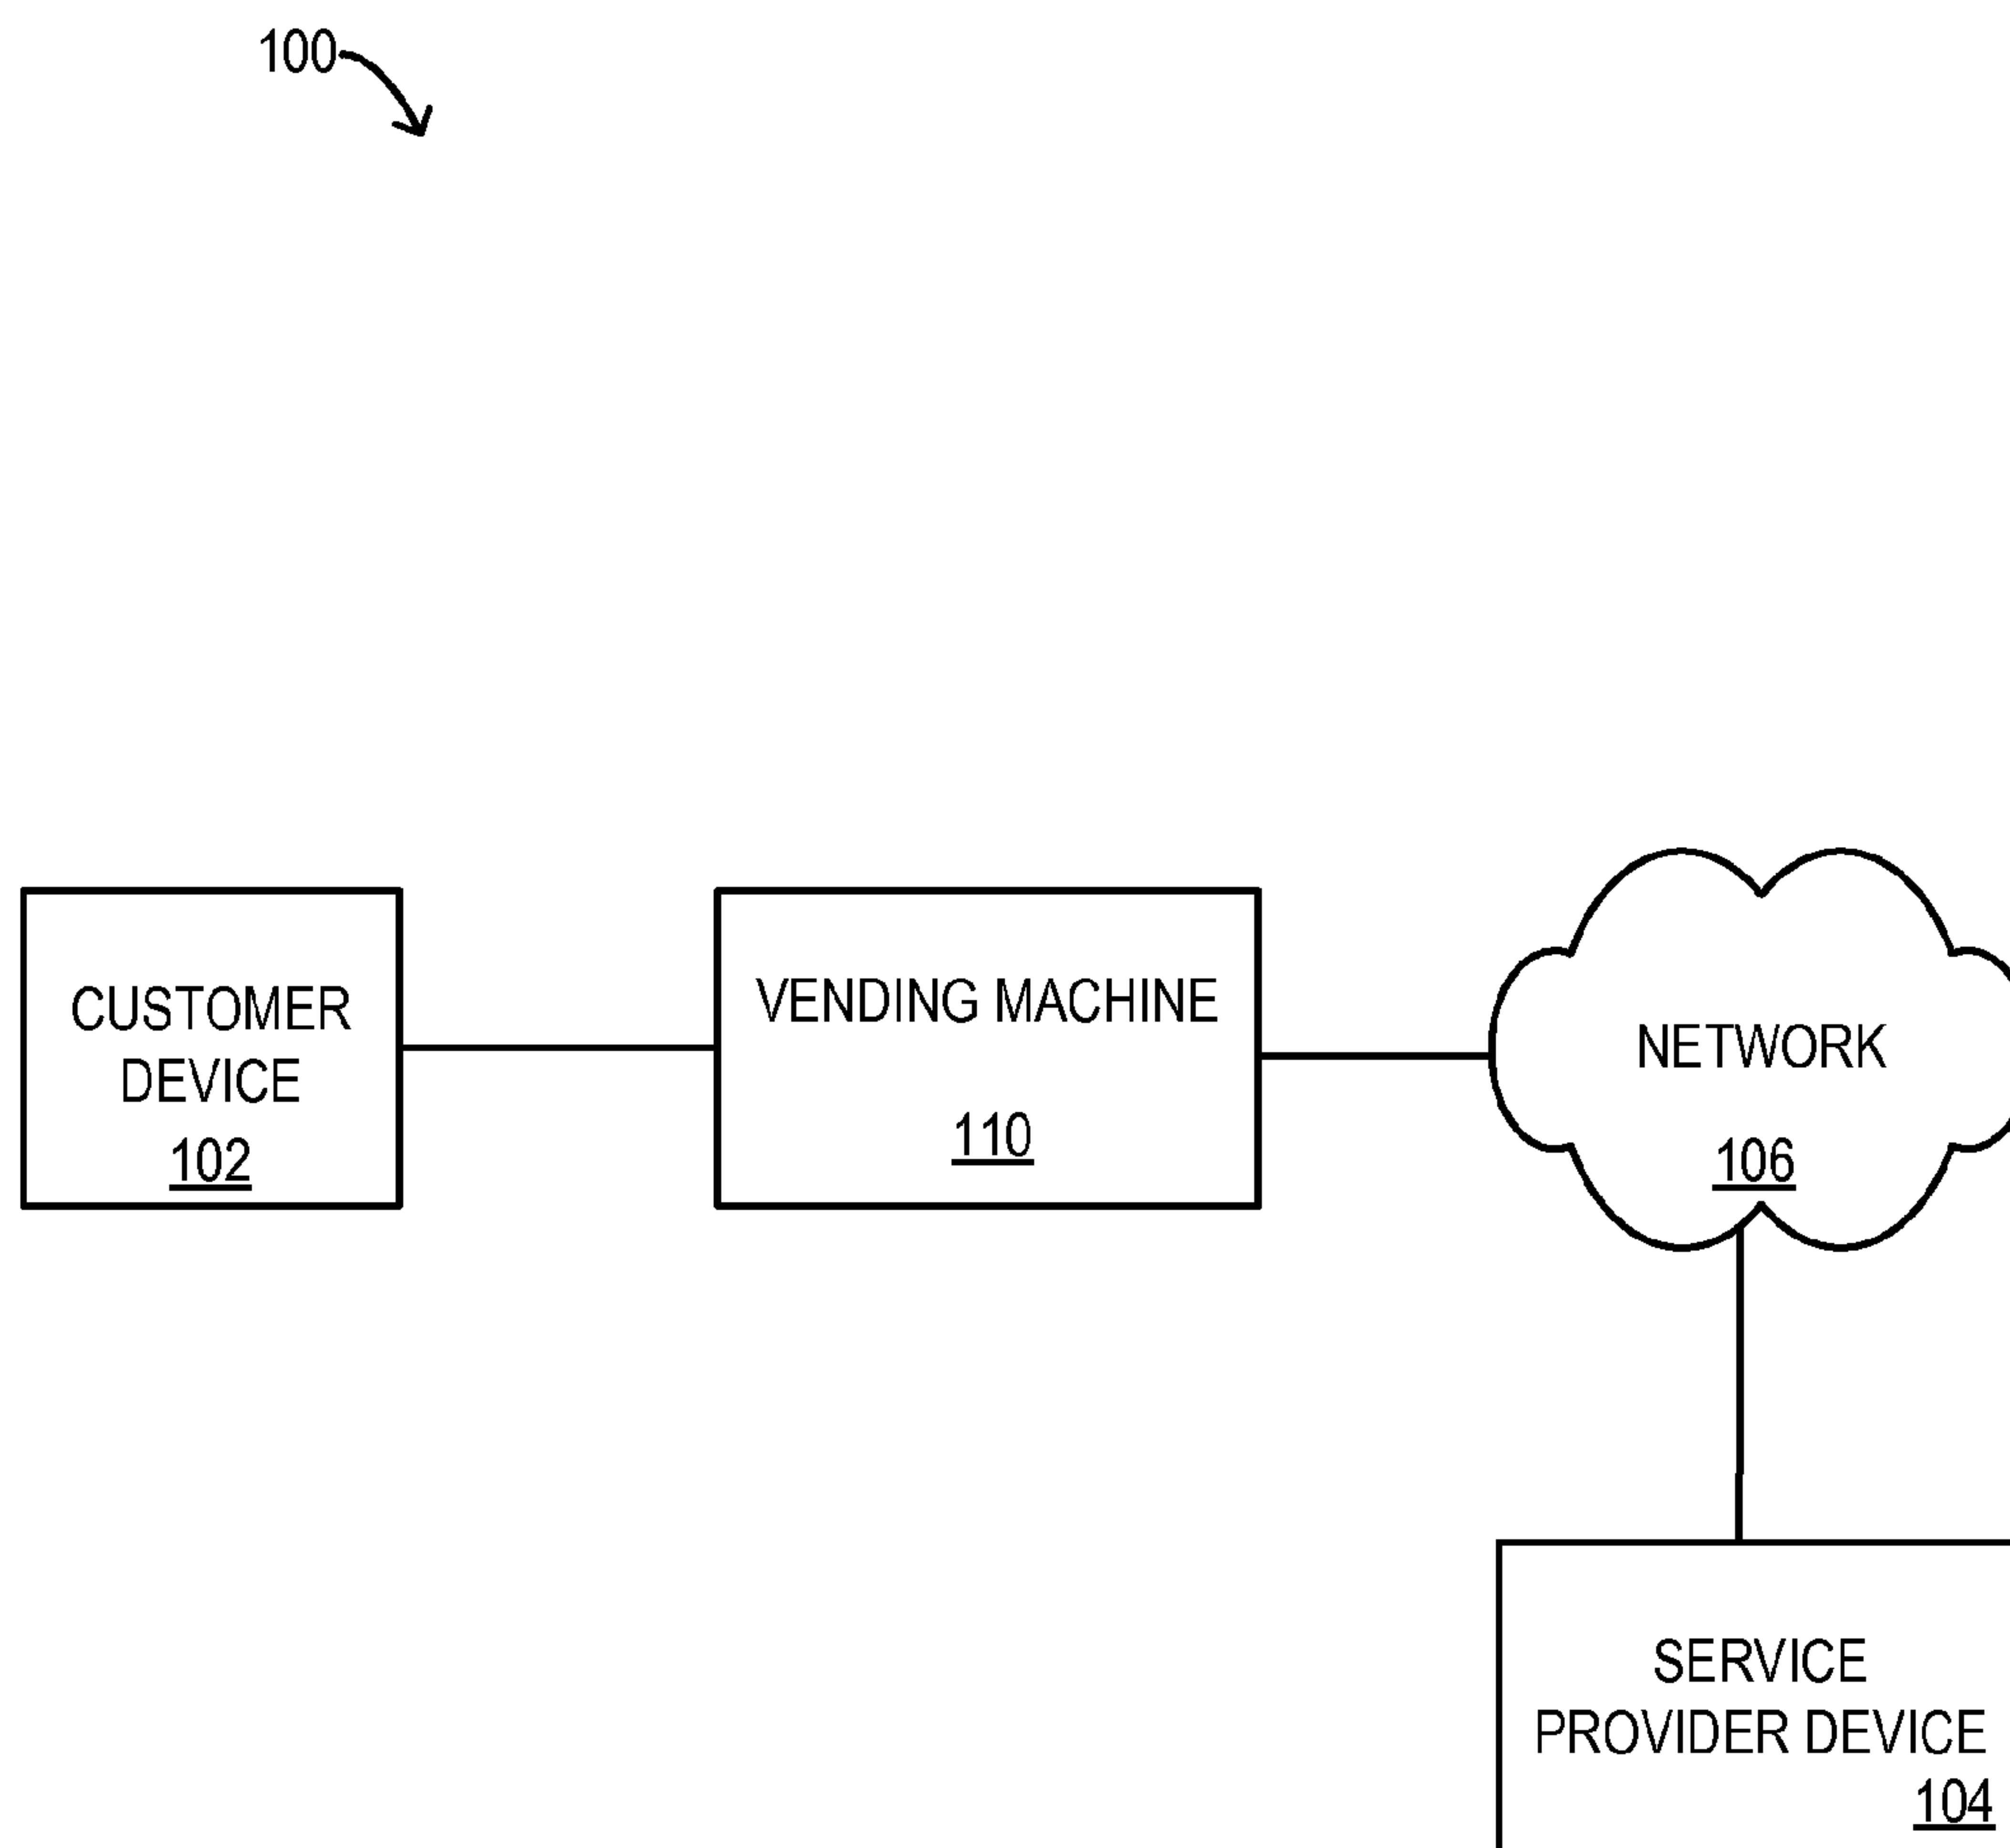 100
CUSTOMER
DEVICE
102
VENDING MACHINE
110
NETWORK
106
SERVICE
PROVIDER DEVICE
104